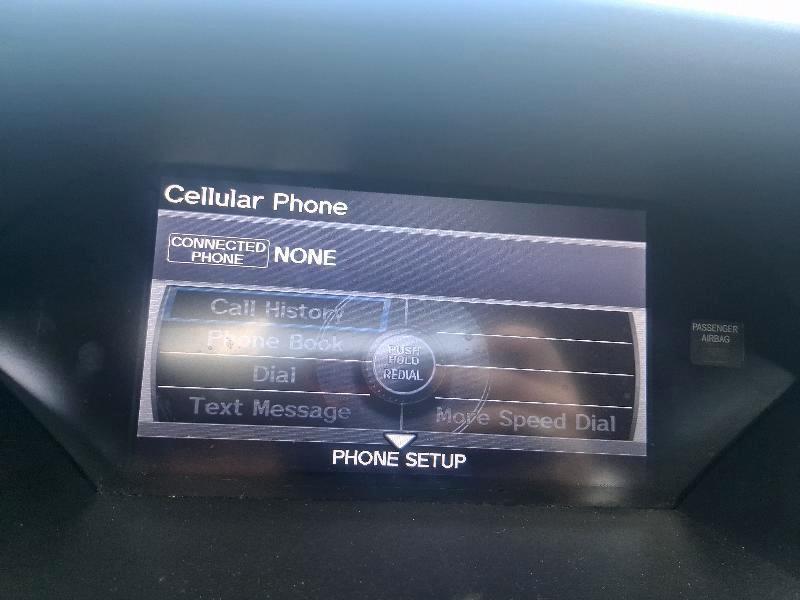 Cellular Phone
CONNECTED
PHONE
NONE
Call History
Phone Book
Dial
Text Message
PUSH
HOLD
REDIAL
More Speed Dial
PHONE SETUP
PASSENGER
AIRBAG